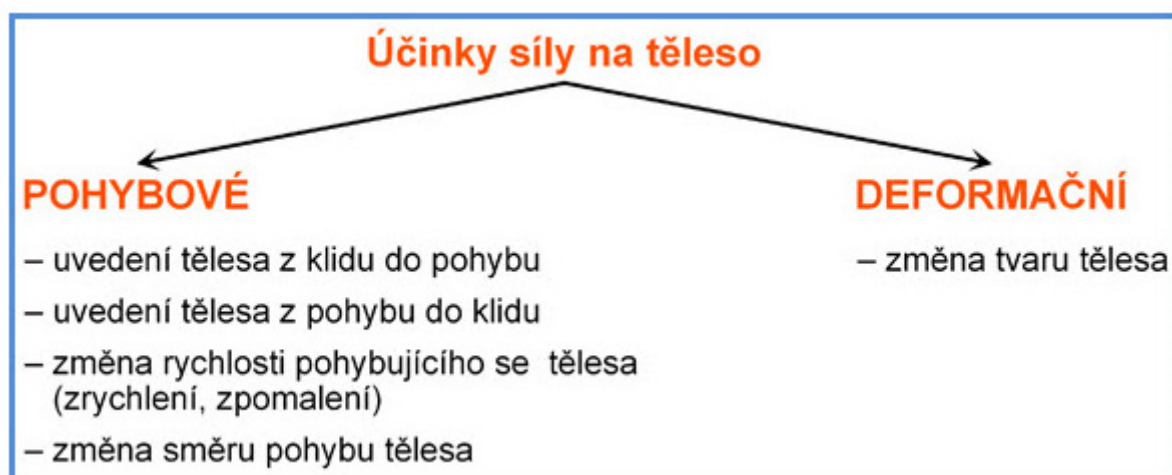 Účinky síly na těleso
POHYBOVÉ
– uvedení tělesa z klidu do pohybu
– uvedení tělesa z pohybu do klidu
– změna rychlosti pohybujícího se tělesa
(zrychlení, zpomalení)
– změna směru pohybu tělesa
DEFORMAČNÍ
– změna tvaru tělesa